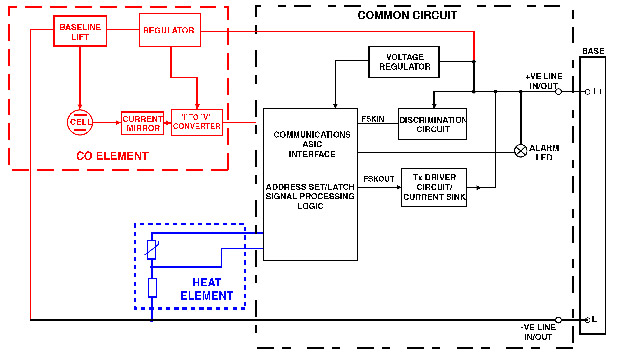 COMMON CIRCUIT
BASELINE
LIFT
REGULATOR
VOLTAGE
REGULATOR
BASE
+VE LINE
IN/OUT
L+
CELL
CURRENT
MIRROR
'I' TO 'V'
CONVERTER
CO ELEMENT
COMMUNICATIONS
ASIC
INTERFACE
ADDRESS SET/LATCH
SIGNAL PROCESSING
LOGIC
FSKIN
DISCRIMINATION
CIRCUIT
ALARM
LED
FSKOUT
Tx DRIVER
CIRCUIT/
CURRENT SINK
HEAT
ELEMENT
-VE LINE
IN/OUT
L